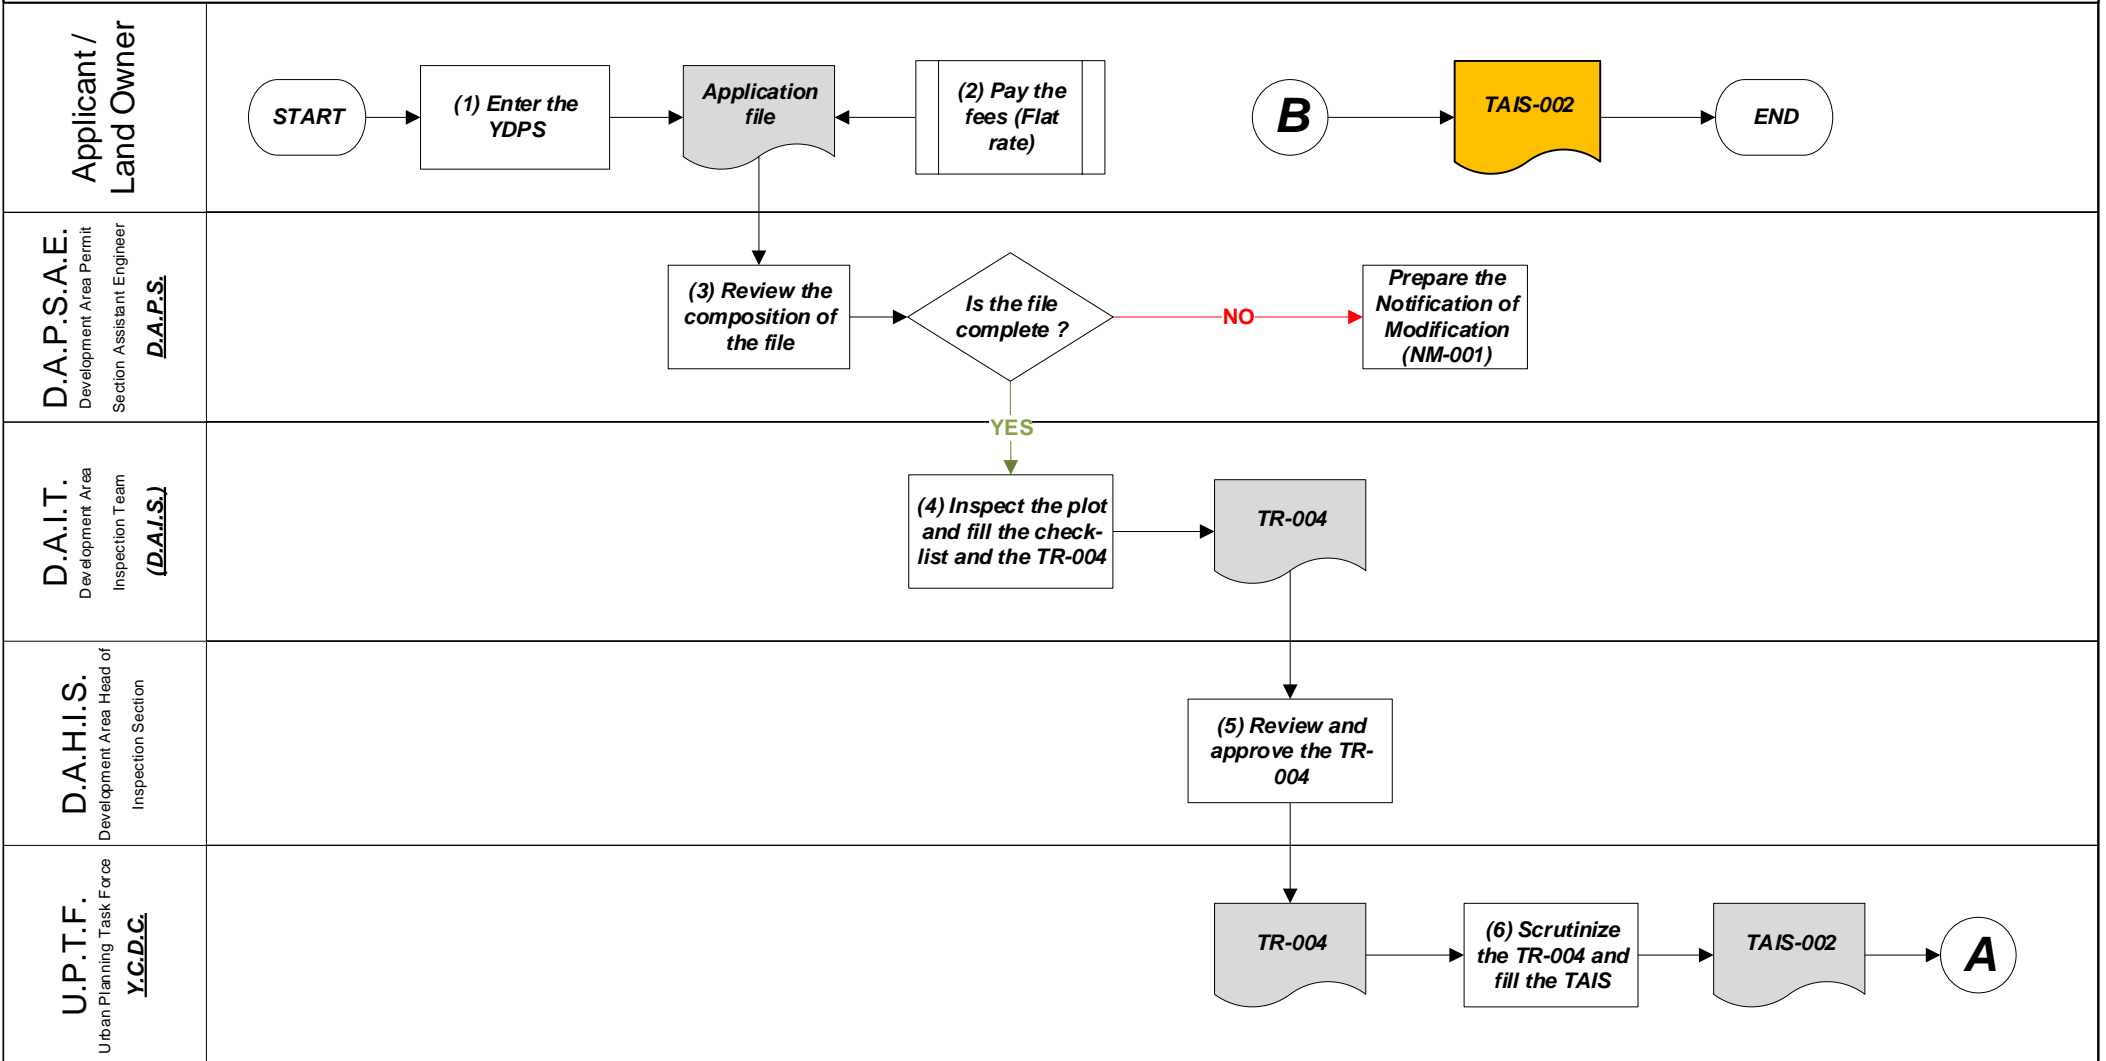 Applicant /
Land Owner
START
(1) Enter the
YDPS
Application
file
(2) Pay the
fees (Flat
rate)
B
TAIS-002
END
D.A.P.S.A.E.
Development Area Permit
Section Assistant Engineer
D.A.P.S.
(3) Review the
composition of
the file
Is the file
complete ?
NO
Prepare the
Notification of
Modification
(NM-001)
YES
D.A.I.T.
Development Area
Inspection Team
(D.A.I.S.)
(4) Inspect the plot
and fill the check-
list and the TR-004
TR-004
D.A.H.I.S.
Development Area Head of
Inspection Section
(5) Review and
approve the TR-
004
U.P.T.F.
Urban Planning Task Force
Y.C.D.C.
TR-004
(6) Scrutinize
the TR-004 and
fill the TAIS
TAIS-002
A